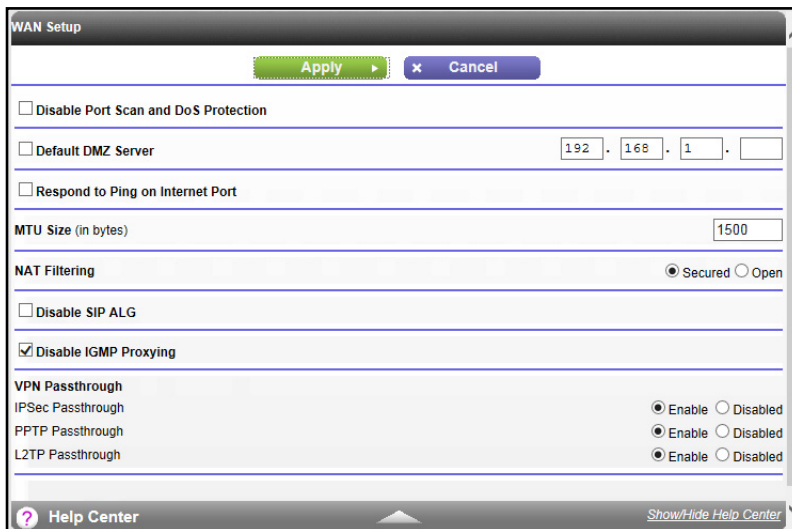 WAN Setup
Apply
Cancel
Disable Port Scan and DoS Protection
Default DMZ Server 192 . 168 . 1 .
Respond to Ping on Internet Port
MTU Size (in bytes) 1500
NAT Filtering Secured Open
Disable SIP ALG
Disable IGMP Proxying
VPN Passthrough
IPSec Passthrough Enable Disabled
PPTP Passthrough Enable Disabled
L2TP Passthrough Enable Disabled
? Help Center Show/Hide Help Center